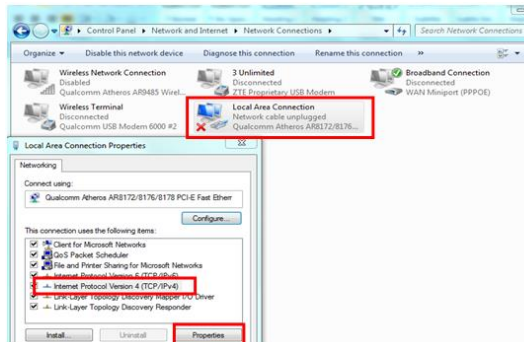 Control Panel ▸ Network and Internet ▸ Network Connections ▸
Search Network Connections
Organize ▾ Disable this network device Diagnose this connection Rename this connection »
Wireless Network Connection
Disabled
Qualcomm Atheros AR9485 Wirel...
3 Unlimited
Disconnected
ZTE Proprietary USB Modem
Broadband Connection
Disconnected
WAN Miniport (PPPOE)
Wireless Terminal
Disconnected
Qualcomm USB Modem 6000 #2
Local Area Connection
Network cable unplugged
Qualcomm Atheros AR8172/8176...
Local Area Connection Properties
Networking
Connect using:
Qualcomm Atheros AR8172/8176/8178 PCI-E Fast Ethern
Configure...
This connection uses the following items:
Client for Microsoft Networks
QoS Packet Scheduler
File and Printer Sharing for Microsoft Networks
Internet Protocol Version 6 (TCP/IPv6)
Internet Protocol Version 4 (TCP/IPv4)
Link-Layer Topology Discovery Mapper I/O Driver
Link-Layer Topology Discovery Responder
Install... Uninstall Properties